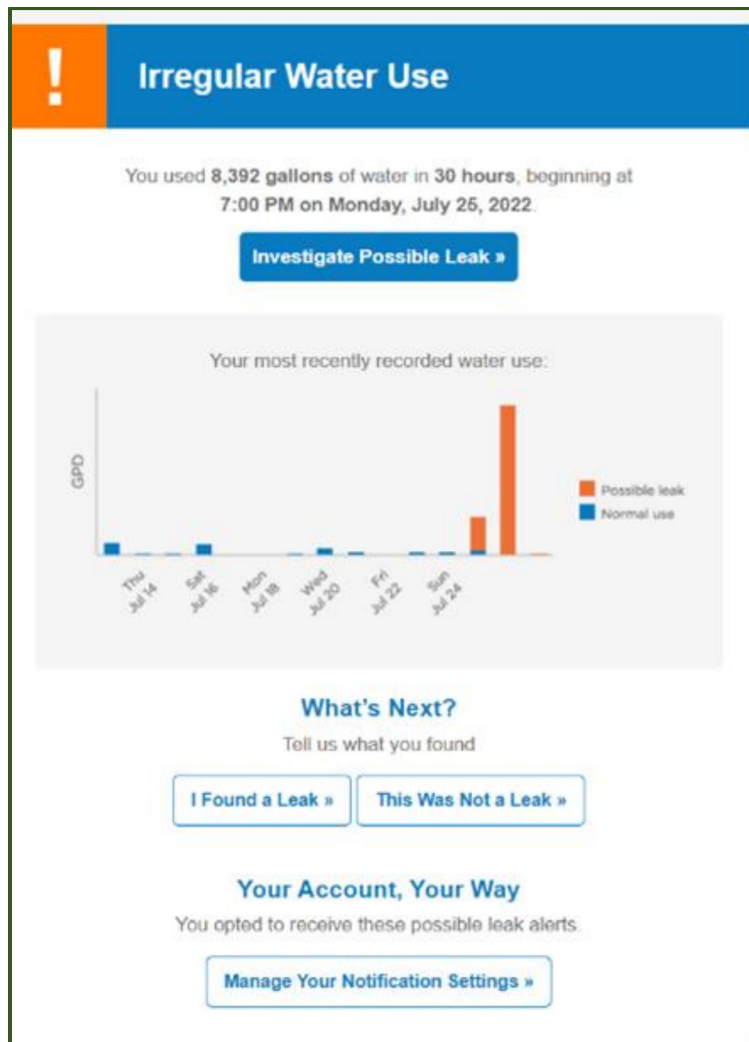 !
Irregular Water Use
You used 8,392 gallons of water in 30 hours, beginning at
7:00 PM on Monday, July 25, 2022.
Investigate Possible Leak »
Your most recently recorded water use:
GPD
Possible leak
Normal use
Thu
Jul 14
Sat
Jul 16
Mon
Jul 18
Wed
Jul 20
Fri
Jul 22
Sun
Jul 24
What's Next?
Tell us what you found
I Found a Leak »
This Was Not a Leak »
Your Account, Your Way
You opted to receive these possible leak alerts.
Manage Your Notification Settings »